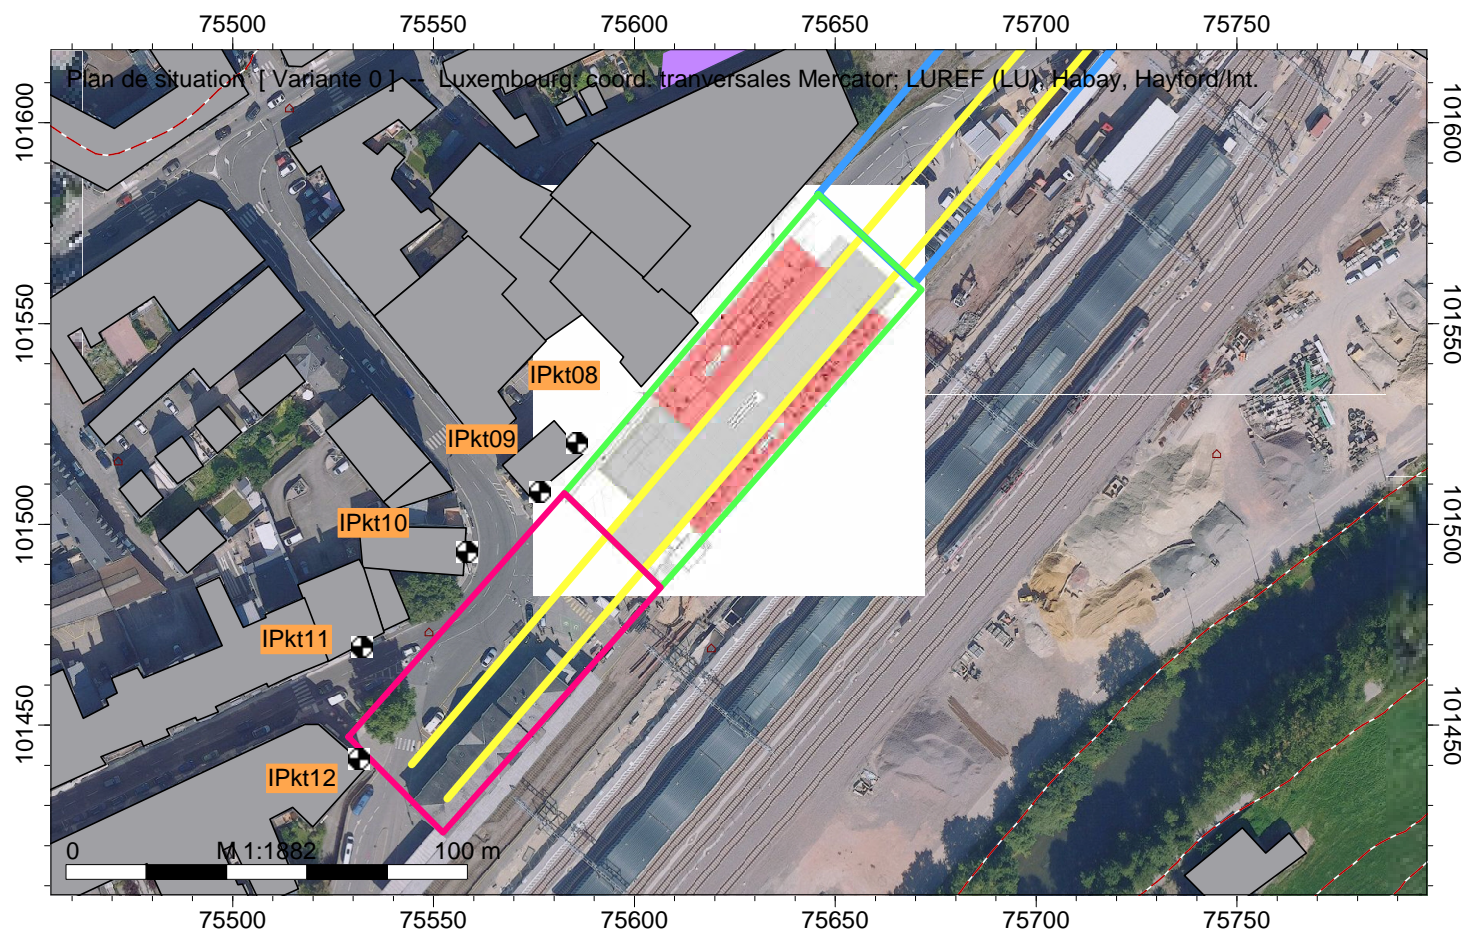 75500 75550 75600 75650 75700 75750
Plan de situation [ Variante 0 ] -- Luxembourg: coord. tranversales Mercator; LUREF (LU), Habay, Hayford/Int.
101600
101600
101550
101550
IPkt08
IPkt09
IPkt10
101500
101500
IPkt11
101450
101450
IPkt12
0 M 1:1882 100 m
75500 75550 75600 75650 75700 75750